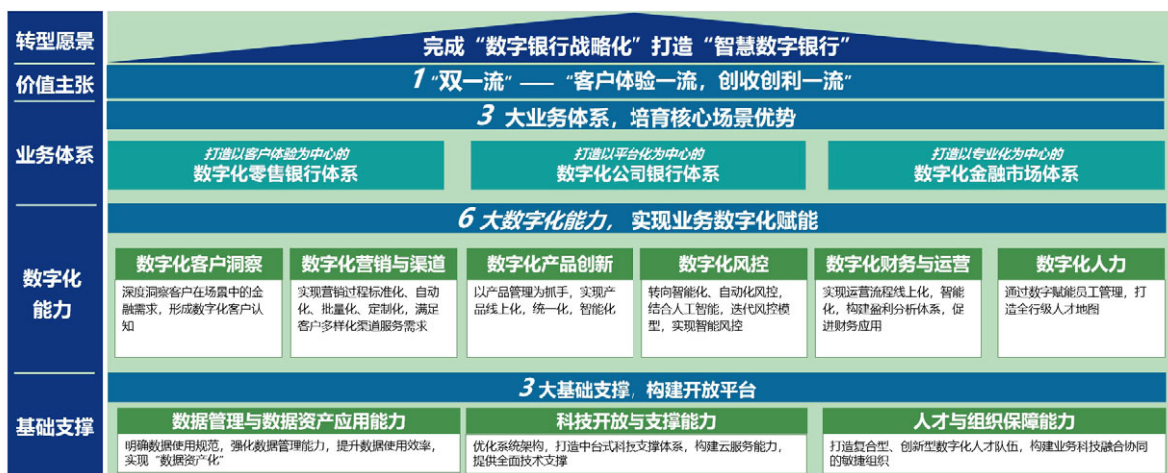 转型愿景
完成“数字银行战略化”打造“智慧数字银行”
价值主张
1“双一流”——“客户体验一流，创收创利一流”
业务体系
3 大业务体系，培育核心场景优势
打造以客户体验为中心的
数字化零售银行体系
打造以平台化为中心的
数字化公司银行体系
打造以专业化为中心的
数字化金融市场体系
数字化
能力
6 大数字化能力，实现业务数字化赋能
数字化客户洞察
深度洞察客户在场景中的金
融需求，形成数字化客户认
知
数字化营销与渠道
实现营销过程标准化、自动
化、批量化、定制化，满足
客户多样化渠道服务需求
数字化产品创新
以产品管理为抓手，实现产
品线上化，统一化，智能化
数字化风控
转向智能化、自动化风控，
结合人工智能，迭代风控模
型，实现智能风控
数字化财务与运营
实现运营流程线上化，智能
化，构建盈利分析体系，促
进财务应用
数字化人力
通过数字赋能员工管理，打
造全行级人才地图
基础支撑
3 大基础支撑，构建开放平台
数据管理与数据资产应用能力
明确数据使用规范，强化数据管理能力，提升数据使用效率，
实现“数据资产化”
科技开放与支撑能力
优化系统架构，打造中台式科技支撑体系，构建云服务能力，
提供全面技术支撑
人才与组织保障能力
打造复合型、创新型数字化人才队伍，构建业务科技融合协同
的敏捷组织